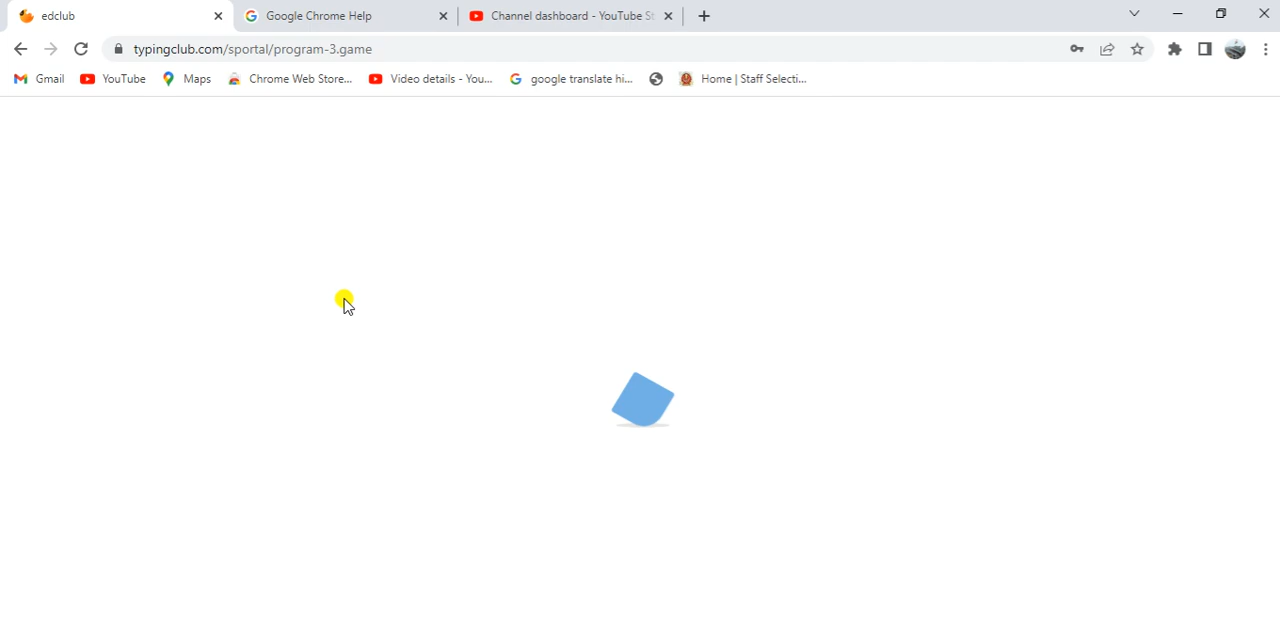 edclub
Google Chrome Help
Channel dashboard - YouTube St
typingclub.com/sportal/program-3.game
Gmail
YouTube
Maps
Chrome Web Store...
Video details - You...
google translate hi...
Home | Staff Selecti...